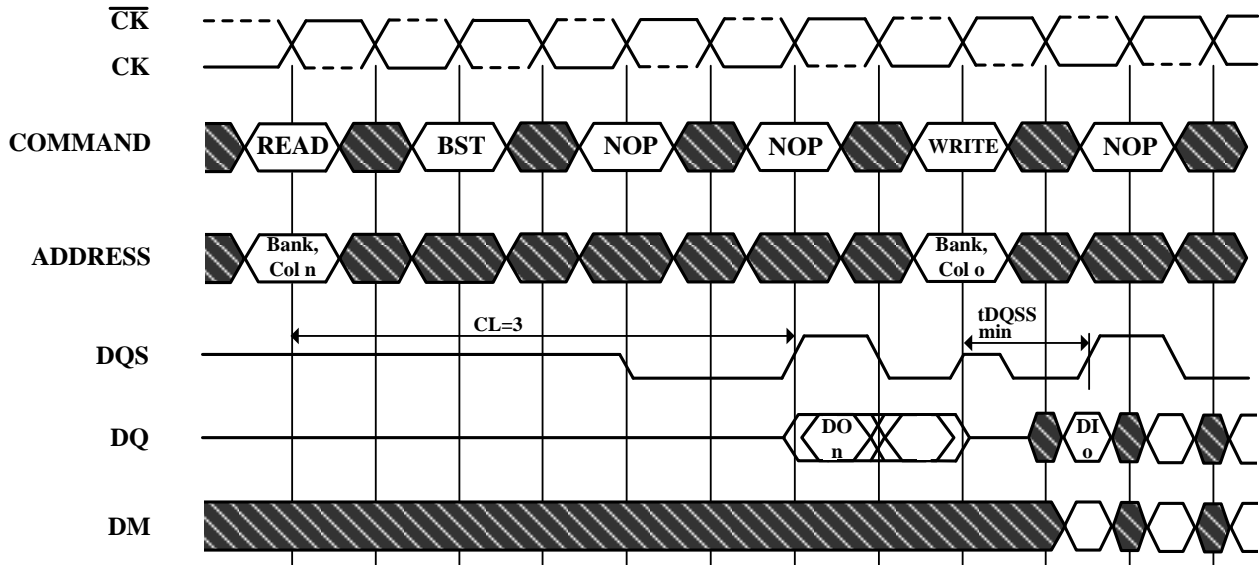 CK
CK
COMMAND
READ
BST
NOP
NOP
WRITE
NOP
ADDRESS
Bank,
Col n
Bank,
Col o
CL=3
tDQSS
min
DQS
DQ
DO
n
DI
o
DM